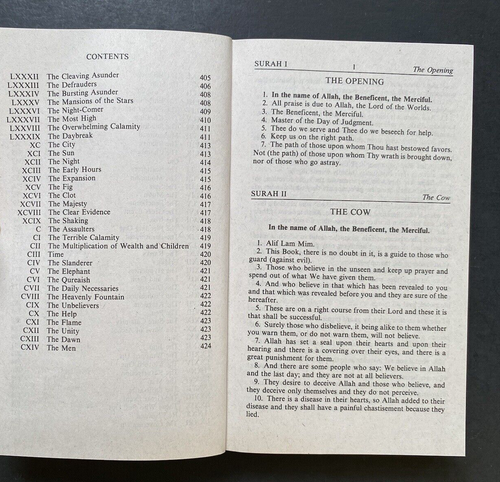 CONTENTS
LXXXII The Cleaving Asunder 405
LXXXIII The Defrauders 406
LXXXIV The Bursting Asunder 408
LXXXV The Mansions of the Stars 408
LXXXVI The Night-Comer 409
LXXXVII The Most High 410
LXXXVIII The Overwhelming Calamity 411
LXXXIX The Daybreak 411
XC The City 413
XCI The Sun 413
XCII The Night 414
XCIII The Early Hours 415
XCIV The Expansion 415
XCV The Fig 416
XCVI The Clot 416
XCVII The Majesty 417
XCVIII The Clear Evidence 417
XCIX The Shaking 418
C The Assaulters 418
CI The Terrible Calamity 419
CII The Multiplication of Wealth and Children 419
CIII Time 420
CIV The Slanderer 420
CV The Elephant 421
CVI The Qureaish 421
CVII The Daily Necessaries 421
CVIII The Heavenly Fountain 422
CIX The Unbelievers 422
CX The Help 422
CXI The Flame 423
CXII The Unity 423
CXIII The Dawn 423
CXIV The Men 424
SURAH I 1 The Opening
THE OPENING
1. In the name of Allah, the Beneficent, the Merciful.
2. All praise is due to Allah, the Lord of the Worlds.
3. The Beneficent, the Merciful.
4. Master of the Day of Judgment.
5. Thee do we serve and Thee do we beseech for help.
6. Keep us on the right path.
7. The path of those upon whom Thou hast bestowed favors.
Not (the path) of those upon whom Thy wrath is brought down,
nor of those who go astray.
SURAH II The Cow
THE COW
In the name of Allah, the Beneficent, the Merciful.
1. Alif Lam Mim.
2. This Book, there is no doubt in it, is a guide to those who
guard (against evil).
3. Those who believe in the unseen and keep up prayer and
spend out of what We have given them.
4. And who believe in that which has been revealed to you
and that which was revealed before you and they are sure of the
hereafter.
5. These are on a right course from their Lord and these it is
that shall be successful.
6. Surely those who disbelieve, it being alike to them whether
you warn them, or do not warn them, will not believe.
7. Allah has set a seal upon their hearts and upon their
hearing and there is a covering over their eyes, and there is a
great punishment for them.
8. And there are some people who say: We believe in Allah
and the last day; and they are not at all believers.
9. They desire to deceive Allah and those who believe, and
they deceive only themselves and they do not perceive.
10. There is a disease in their hearts, so Allah added to their
disease and they shall have a painful chastisement because they
lied.